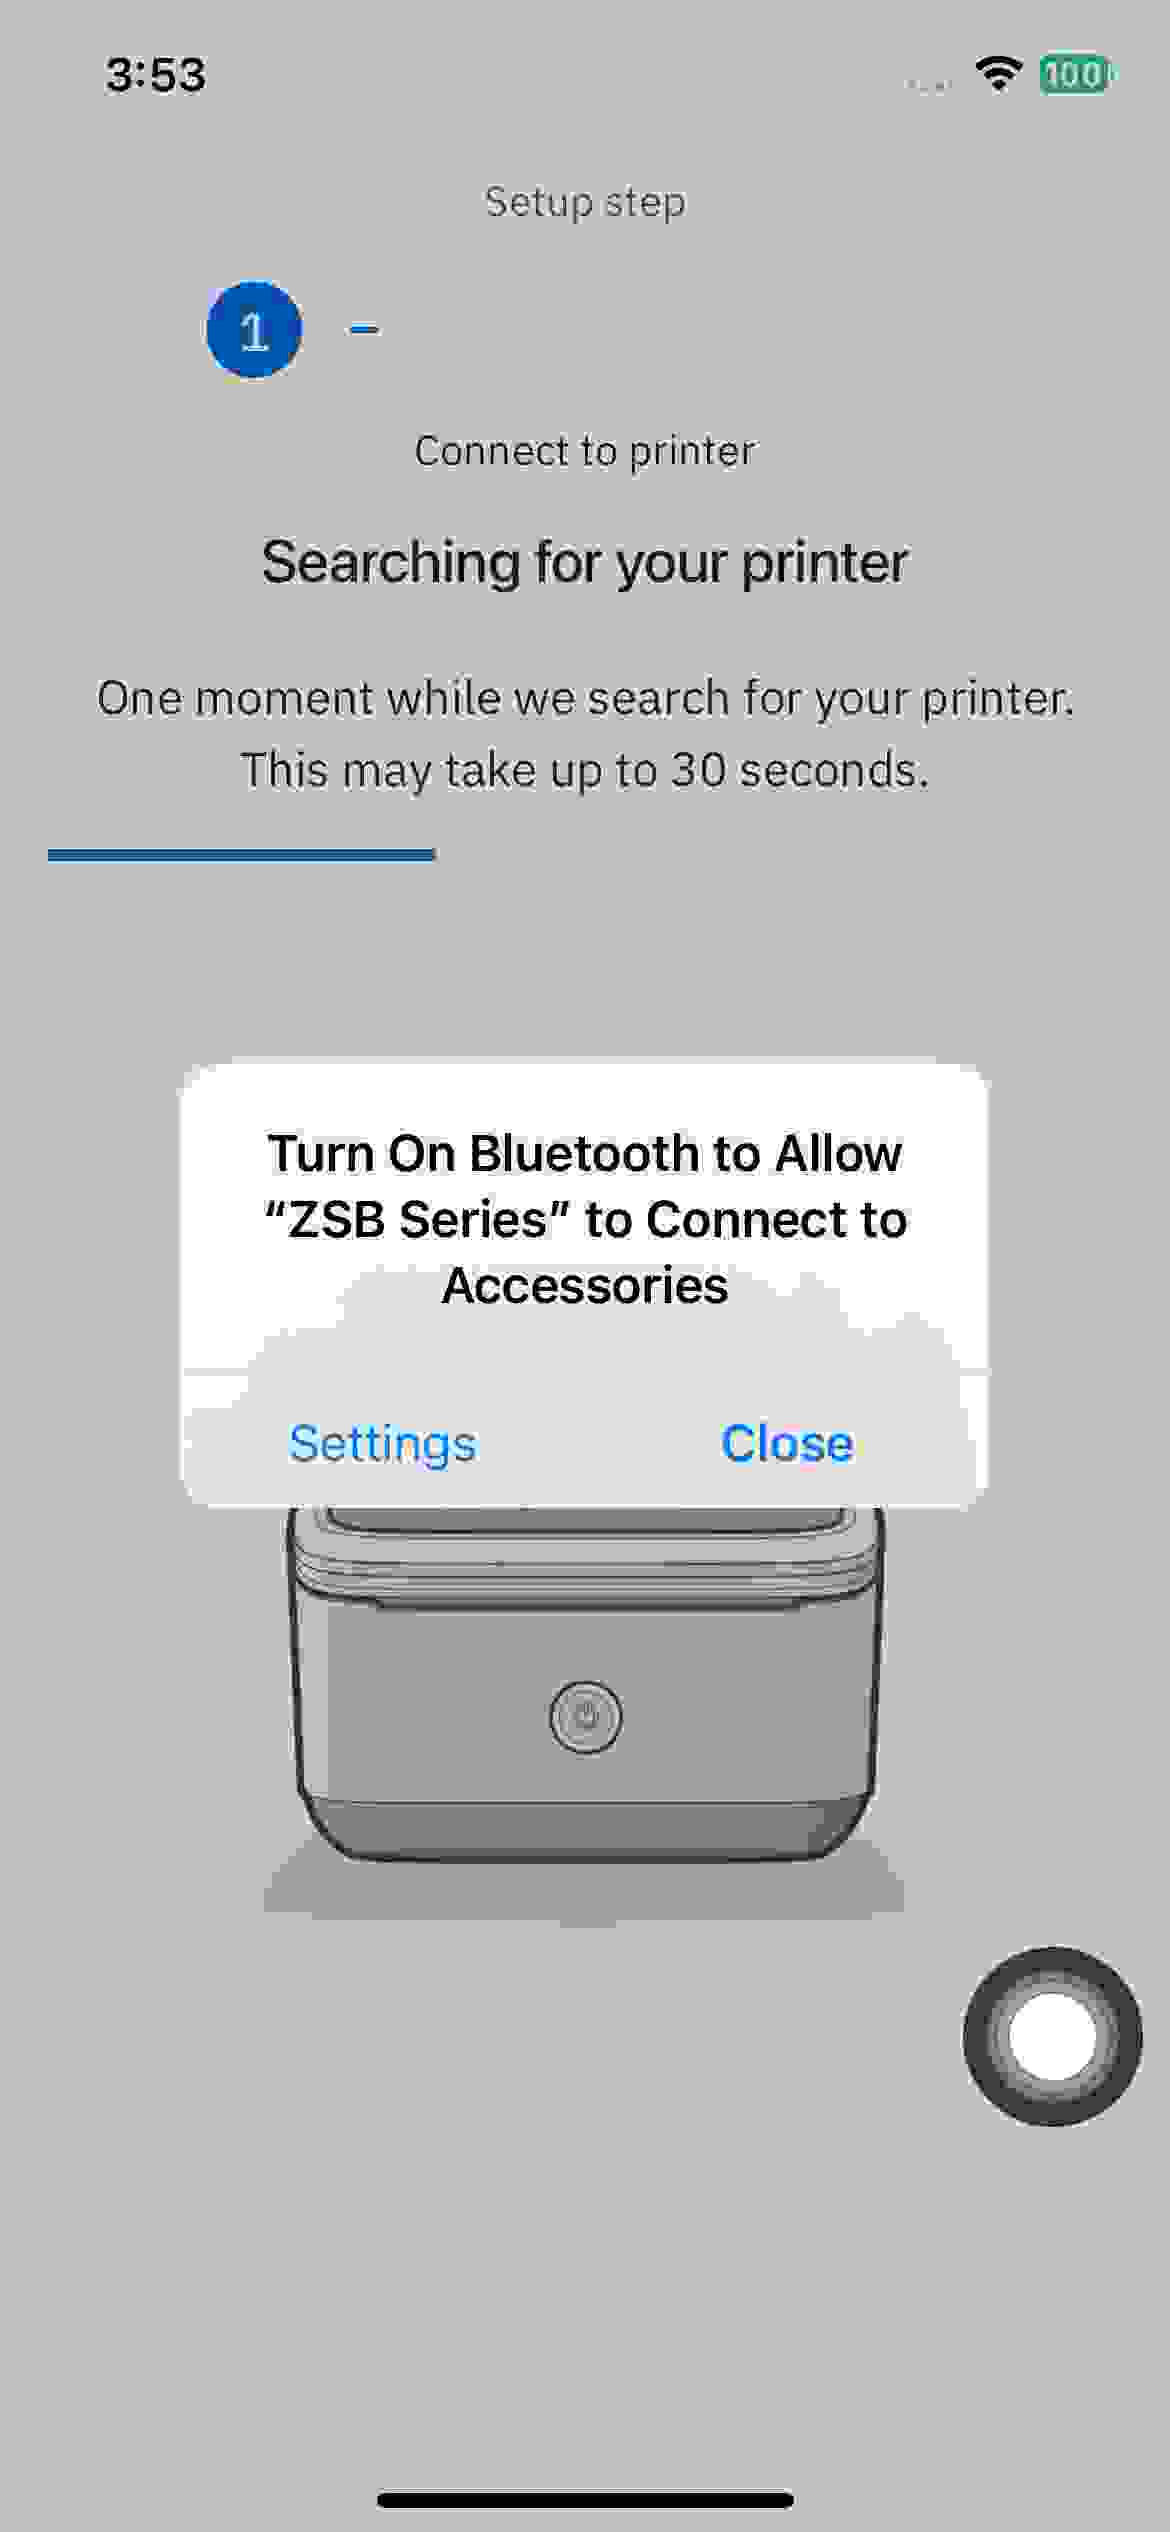 3:53
100
Setup step
1
Connect to printer
Searching for your printer
One moment while we search for your printer.
This may take up to 30 seconds.
Turn On Bluetooth to Allow
“ZSB Series” to Connect to
Accessories
Settings Close